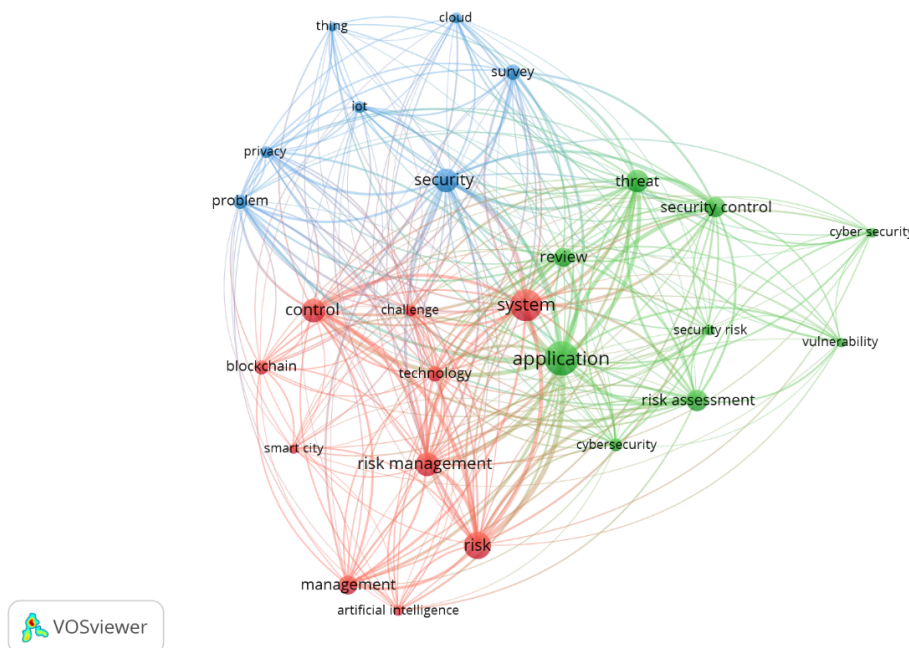 cloud
thing
survey
iot
privacy
security
threat
problem
security control
cyber security
review
system
control
challenge
security risk
vulnerability
application
blockchain
technology
risk assessment
cybersecurity
smart city
risk management
risk
management
artificial intelligence
VOSviewer